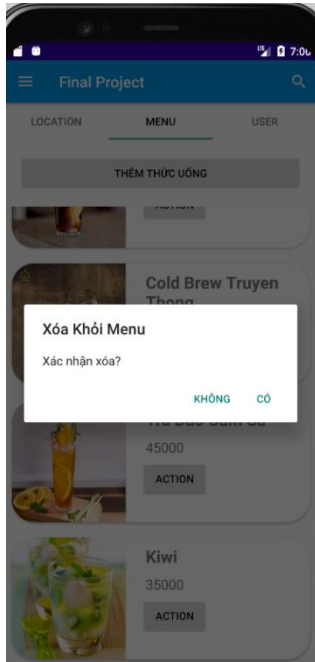 7:0
Final Project
LOCATION MENU USER
THÊM THỨC UỐNG
ACTION
Cold Brew Truyen
Thong
Xóa Khỏi Menu
Xác nhận xóa?
KHÔNG CÓ
45000
ACTION
Kiwi
35000
ACTION